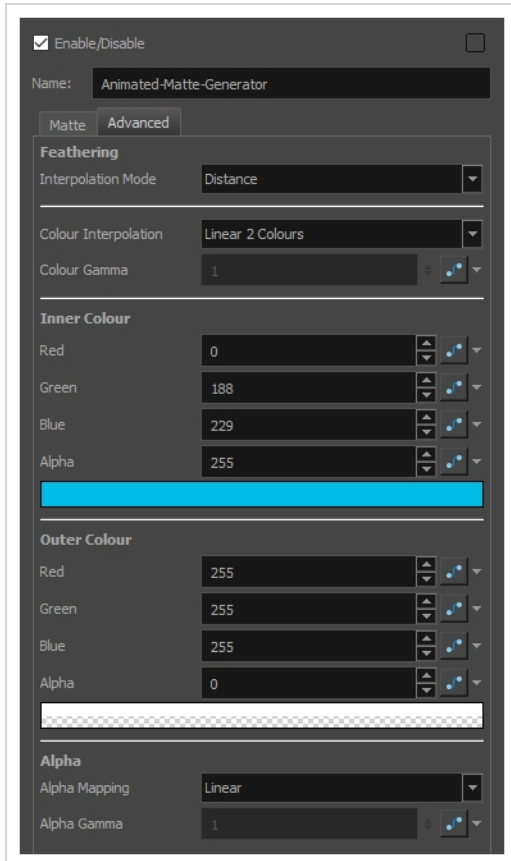 Enable/Disable
Name: Animated-Matte-Generator
Matte Advanced
Feathering
Interpolation Mode Distance
Colour Interpolation Linear 2 Colours
Colour Gamma 1
Inner Colour
Red 0
Green 188
Blue 229
Alpha 255
Outer Colour
Red 255
Green 255
Blue 255
Alpha 0
Alpha
Alpha Mapping Linear
Alpha Gamma 1